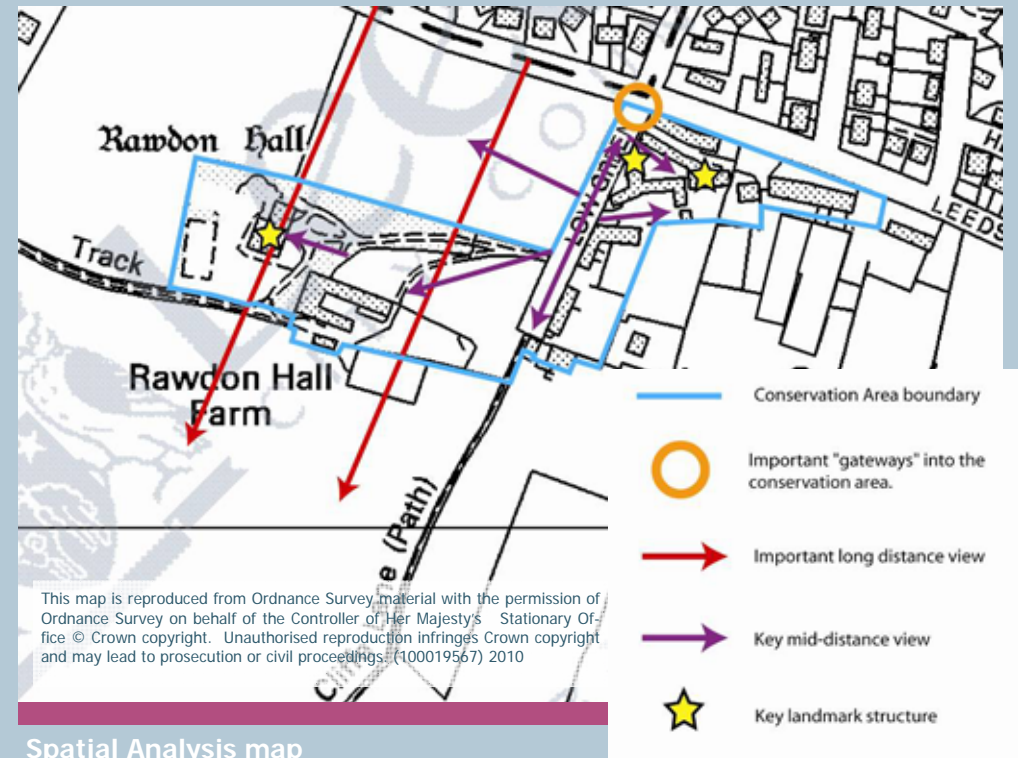 Rawdon Hall
Track
Rawdon Hall
Farm
LEEDS
(Path)
Conservation Area boundary
Important "gateways" into the
conservation area.
Important long distance view
Key mid-distance view
Key landmark structure
This map is reproduced from Ordnance Survey material with the permission of
Ordnance Survey on behalf of the Controller of Her Majesty's Stationary Of-
fice © Crown copyright. Unauthorised reproduction infringes Crown copyright
and may lead to prosecution or civil proceedings. (100019567) 2010
Spatial Analysis map